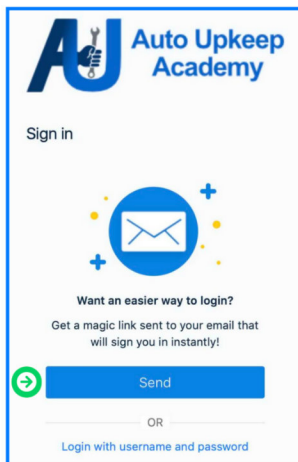 AU Auto Upkeep
Academy
Sign in
Want an easier way to login?
Get a magic link sent to your email that
will sign you in instantly!
Send
OR
Login with username and password